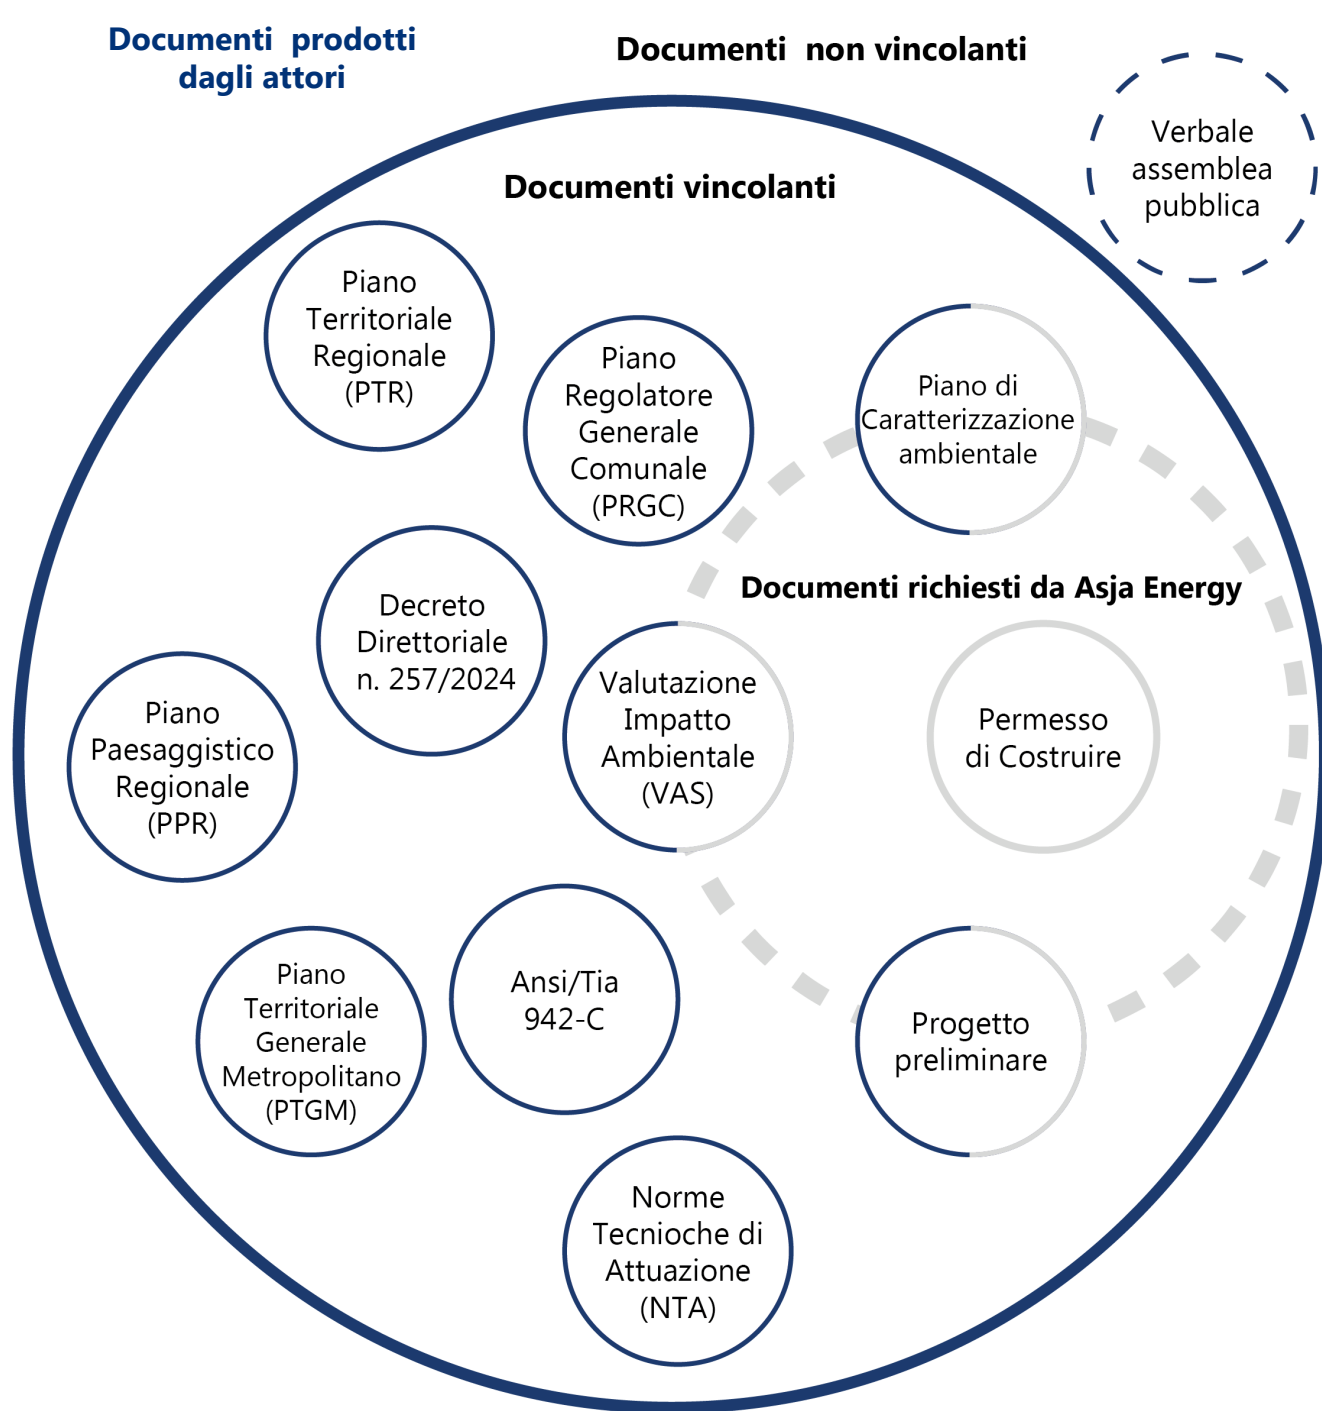 Documenti prodotti
dagli attori
Documenti non vincolanti
Verbale
assemblea
pubblica
Documenti vincolanti
Piano
Territoriale
Regionale
(PTR)
Piano
Regolatore
Generale
Comunale
(PRGC)
Piano di
Caratterizzazione
ambientale
Decreto
Direttoriale
n. 257/2024
Documenti richiesti da Asja Energy
Piano
Paesaggistico
Regionale
(PPR)
Valutazione
Impatto
Ambientale
(VAS)
Permesso
di Costruire
Piano
Territoriale
Generale
Metropolitano
(PTGM)
Ansi/Tia
942-C
Progetto
preliminare
Norme
Tecnioche di
Attuazione
(NTA)